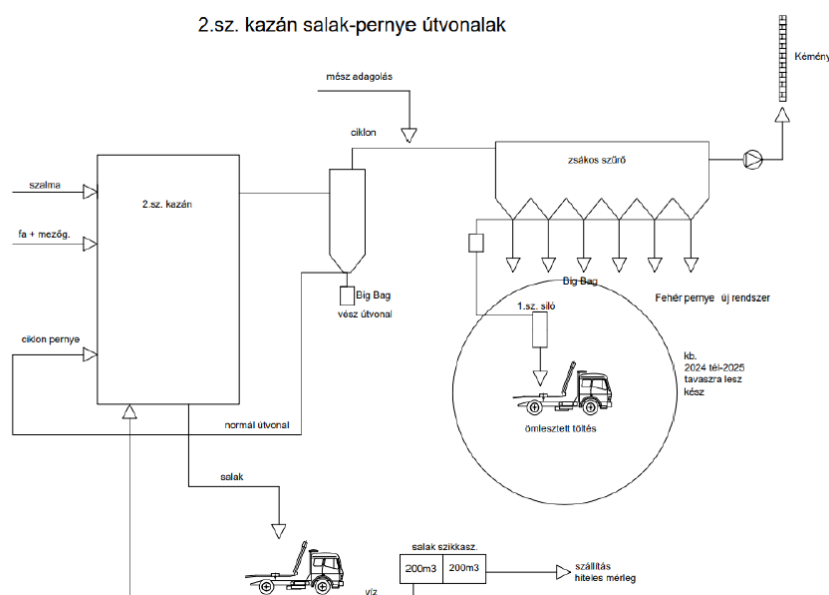 2.sz. kazán salak-pernye útvonalak
Kémény
mész adagolás
ciklon
zsákos szűrő
szalma
2.sz. kazán
fa + mezőg.
Big Bag
vész útvonal
Big Bag
1.sz. siló
Fehér pernye új rendszer
ciklon pernye
kb.
2024 tél-2025
tavaszra lesz
kész
normál útvonal
ömlesztett töltés
salak
salak szikkasz.
200m3
200m3
szállítás
hiteles mérleg
víz